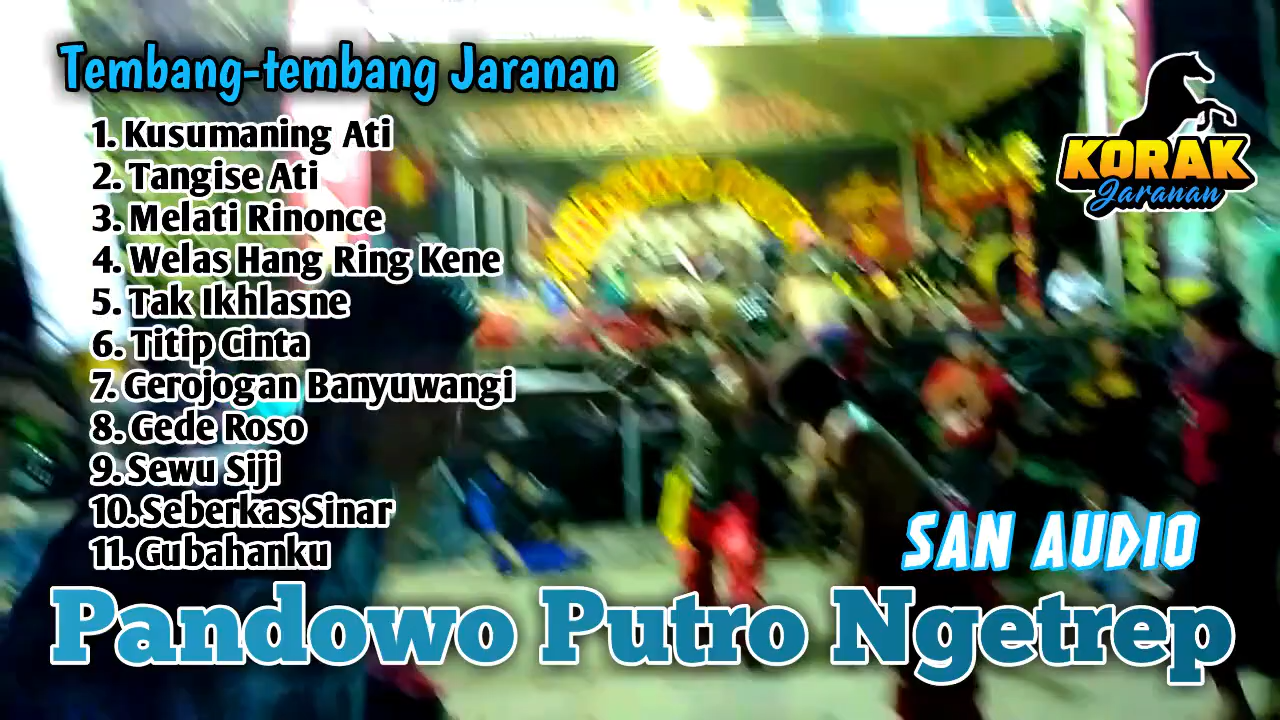 Tembang-tembang Jaranan
1. Kusumaning Ati
2. Tangise Ati
3. Melati Rinonce
4. Welas Hang Ring Kene
5. Tak Ikhlasne
6. Titip Cinta
7. Gerojogan Banyuwangi
8. Gede Roso
9. Sewu Siji
10. Seberkas Sinar
11. Gubahanku
KORAK
Jaranan
SAN AUDIO
Pandowo Putro Ngetrep